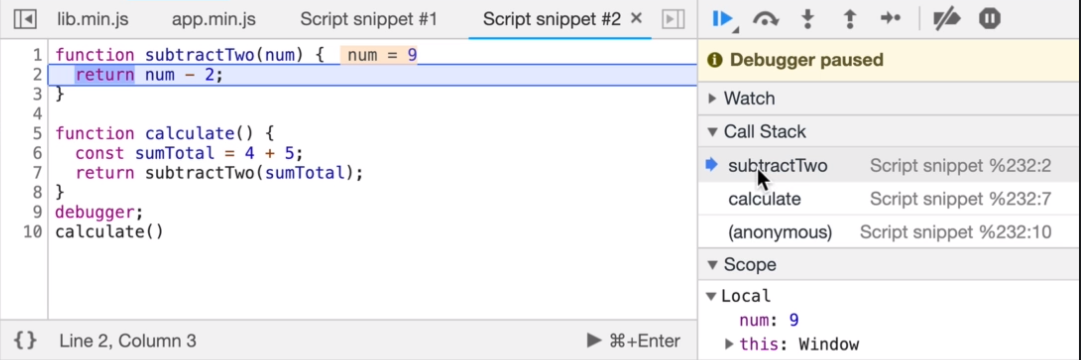 lib.min.js app.min.js Script snippet #1 Script snippet #2 ×
1 function subtractTwo(num) { num = 9
2 return num - 2;
3 }
4
5 function calculate() {
6 const sumTotal = 4 + 5;
7 return subtractTwo(sumTotal);
8 }
9 debugger;
10 calculate()
{} Line 2, Column 3 ▶ ⌘+Enter
Debugger paused
▶ Watch
▼ Call Stack
subtractTwo Script snippet %232:2
calculate Script snippet %232:7
(anonymous) Script snippet %232:10
▼ Scope
▼ Local
num: 9
▶ this: Window